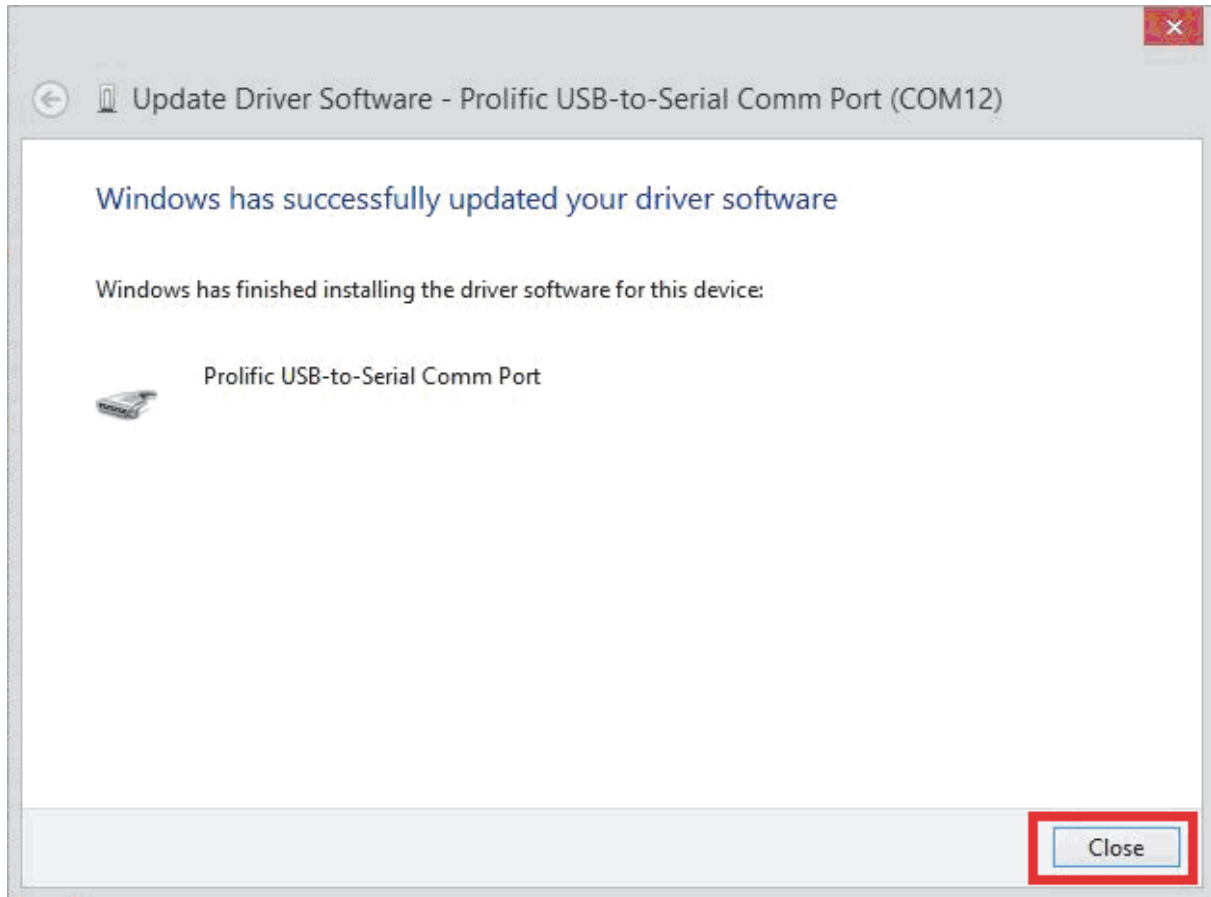 Update Driver Software - Prolific USB-to-Serial Comm Port (COM12)
Windows has successfully updated your driver software
Windows has finished installing the driver software for this device:
Prolific USB-to-Serial Comm Port
Close